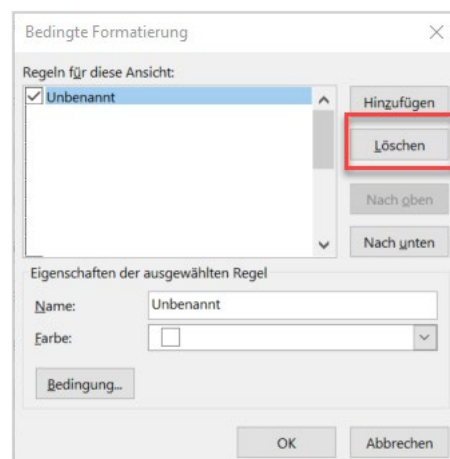 Bedingte Formatierung
Regeln für diese Ansicht:
Unbenannt
Hinzufügen
Löschen
Nach oben
Nach unten
Eigenschaften der ausgewählten Regel
Name:
Unbenannt
Farbe:
Bedingung...
OK
Abbrechen